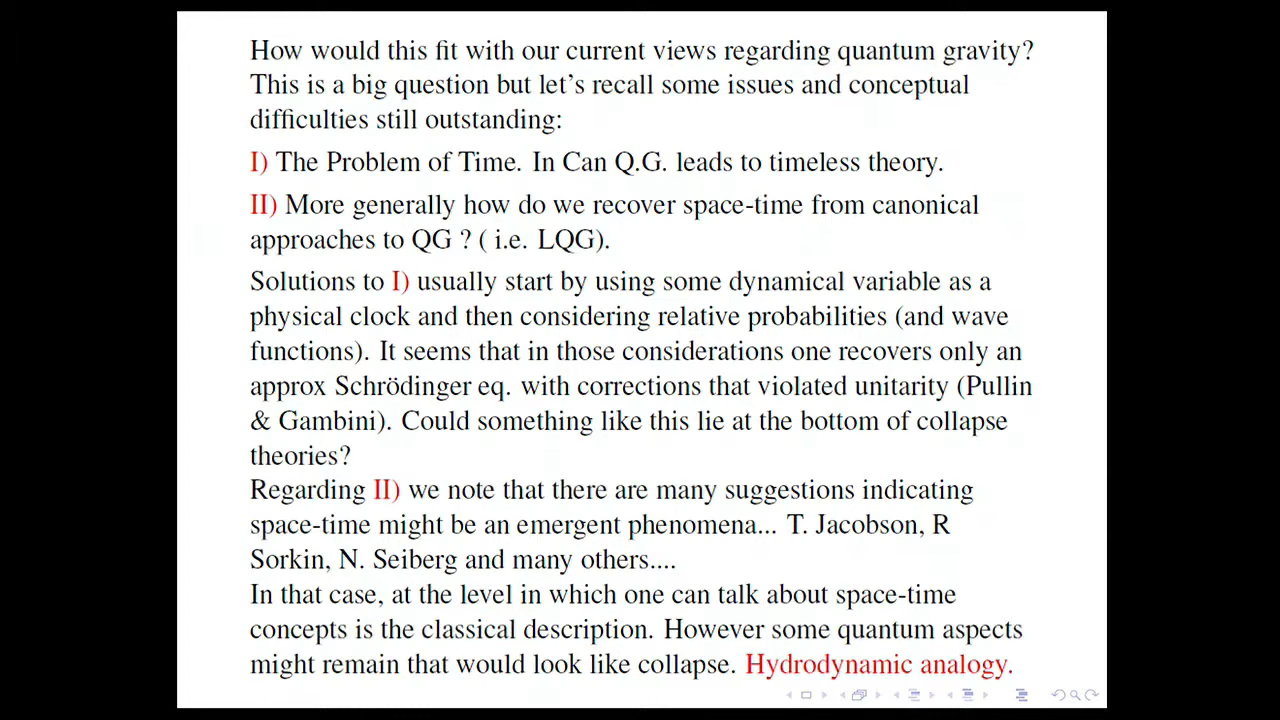 How would this fit with our current views regarding quantum gravity?
This is a big question but let's recall some issues and conceptual
difficulties still outstanding:
I) The Problem of Time. In Can Q.G. leads to timeless theory.
II) More generally how do we recover space-time from canonical
approaches to QG ? ( i.e. LQG).
Solutions to I) usually start by using some dynamical variable as a
physical clock and then considering relative probabilities (and wave
functions). It seems that in those considerations one recovers only an
approx Schrödinger eq. with corrections that violated unitarity (Pullin
& Gambini). Could something like this lie at the bottom of collapse
theories?
Regarding II) we note that there are many suggestions indicating
space-time might be an emergent phenomena... T. Jacobson, R
Sorkin, N. Seiberg and many others....
In that case, at the level in which one can talk about space-time
concepts is the classical description. However some quantum aspects
might remain that would look like collapse. Hydrodynamic analogy.